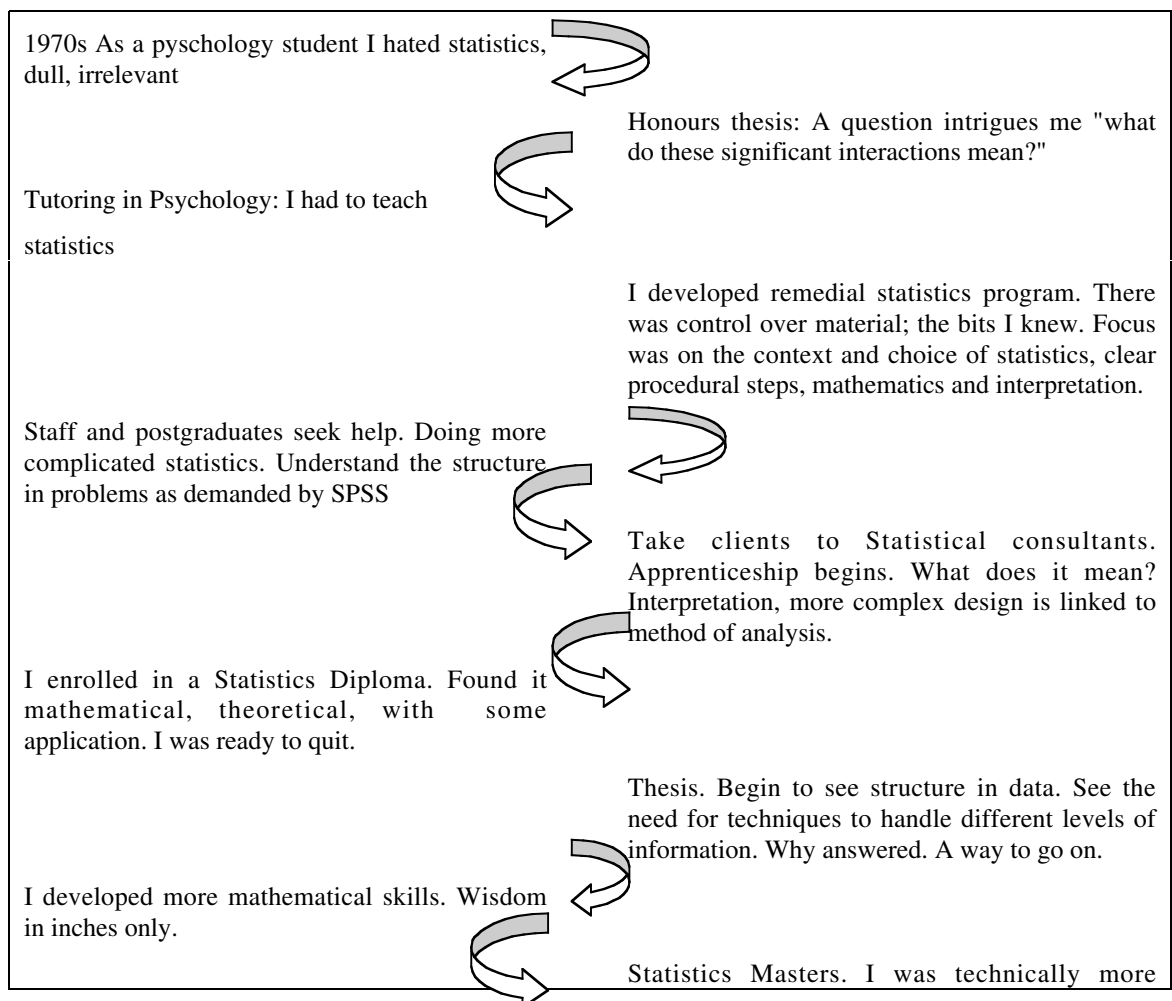 1970s As a pyschology student I hated statistics,
dull, irrelevant
Honours thesis: A question intrigues me "what
do these significant interactions mean?"
Tutoring in Psychology: I had to teach
statistics
I developed remedial statistics program. There
was control over material; the bits I knew. Focus
was on the context and choice of statistics, clear
procedural steps, mathematics and interpretation.
Staff and postgraduates seek help. Doing more
complicated statistics. Understand the structure
in problems as demanded by SPSS
Take clients to Statistical consultants.
Apprenticeship begins. What does it mean?
Interpretation, more complex design is linked to
method of analysis.
I enrolled in a Statistics Diploma. Found it
mathematical, theoretical, with some
application. I was ready to quit.
Thesis. Begin to see structure in data. See the
need for techniques to handle different levels of
information. Why answered. A way to go on.
I developed more mathematical skills. Wisdom
in inches only.
Statistics Masters. I was technically more